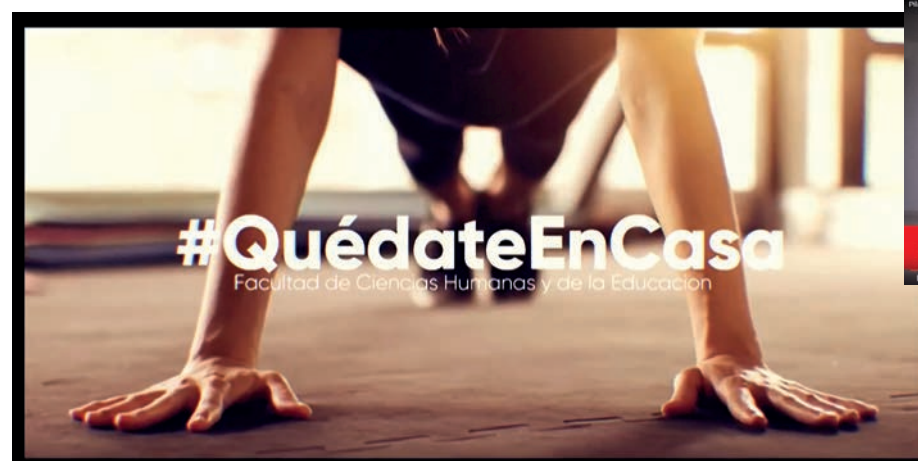 #QuédateEnCasa
Facultad de Ciencias Humanas y de la Educacion